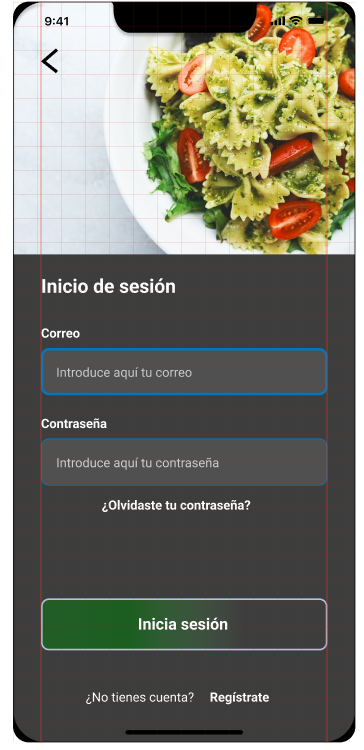 9:41
Inicio de sesión
Correo
Introduce aquí tu correo
Contraseña
Introduce aquí tu contraseña
¿Olvidaste tu contraseña?
Inicia sesión
¿No tienes cuenta? Regístrate